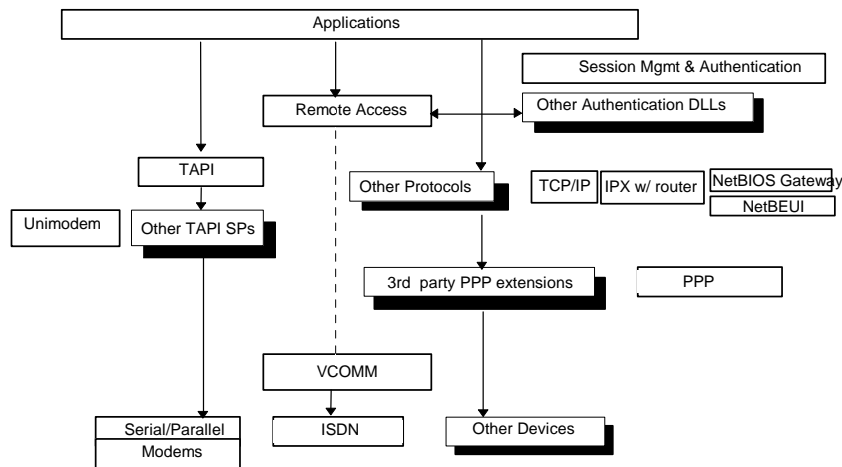 Applications
Session Mgmt & Authentication
Remote Access
Other Authentication DLLs
TAPI
Other Protocols
TCP/IP
IPX w/ router
NetBIOS Gateway
NetBEUI
Unimodem
Other TAPI SPs
3rd party PPP extensions
PPP
VCOMM
Serial/Parallel
Modems
ISDN
Other Devices